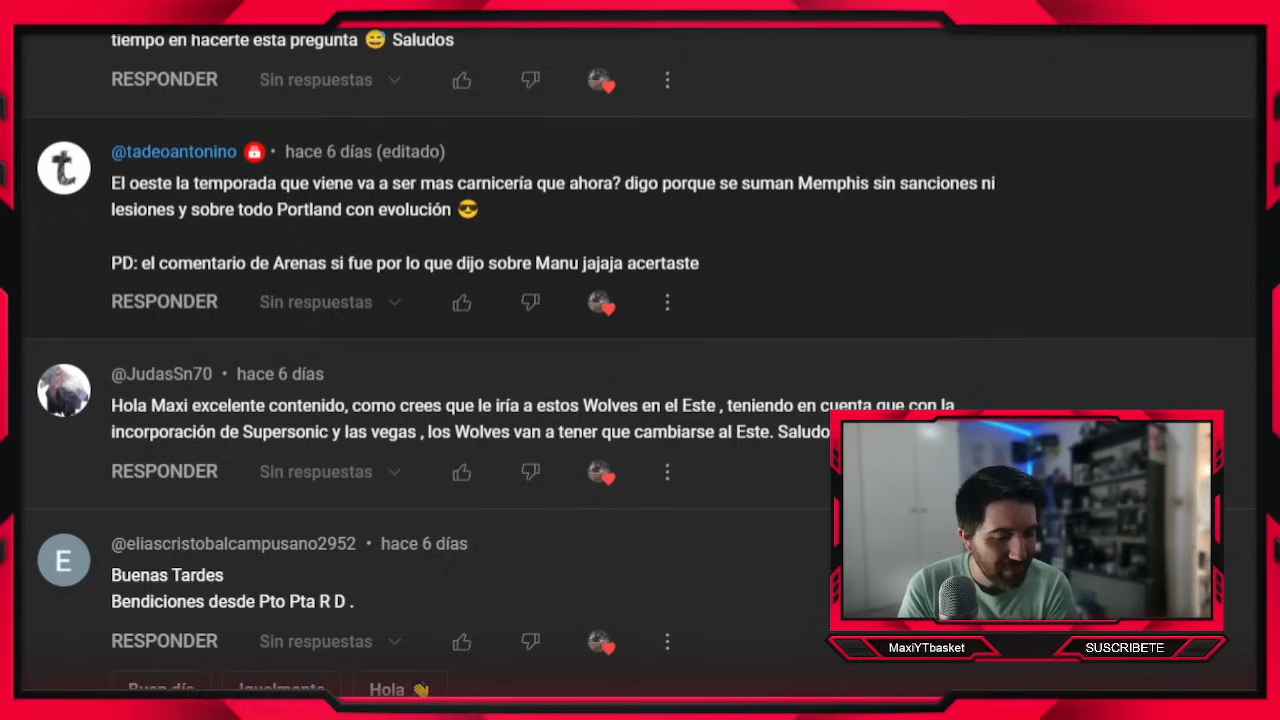 tiempo en hacerte esta pregunta 😅 Saludos
RESPONDER Sin respuestas
@tadeoantonino • hace 6 días (editado)
El oeste la temporada que viene va a ser mas carnicería que ahora? digo porque se suman Memphis sin sanciones ni
lesiones y sobre todo Portland con evolución 😎
PD: el comentario de Arenas si fue por lo que dijo sobre Manu jajaja acertaste
RESPONDER Sin respuestas
@JudasSn70 • hace 6 días
Hola Maxi excelente contenido, como crees que le iría a estos Wolves en el Este , teniendo en cuenta que con la
incorporación de Supersonic y las vegas , los Wolves van a tener que cambiarse al Este. Saludo
RESPONDER Sin respuestas
E
@eliascristobalcampusano2952 • hace 6 días
Buenas Tardes
Bendiciones desde Pto Pta R D .
RESPONDER Sin respuestas
Buen día Igualmente Hola 👋
MaxiYTbasket SUSCRIBETE